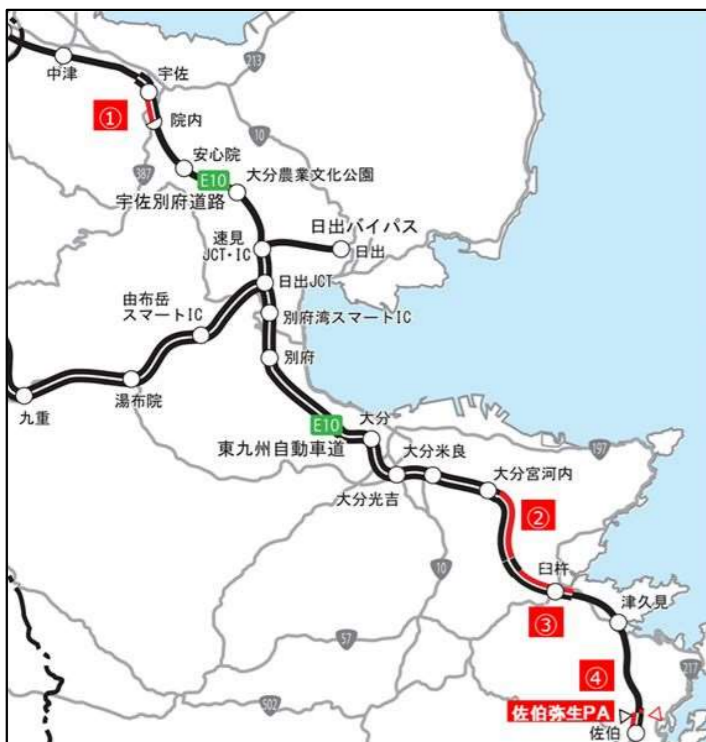 中津
宇佐
213
①
院内
10
安心院
387
E10
大分農業文化公園
宇佐別府道路
日出バイパス
速見
JCT・IC
日出
日出JCT
由布岳
スマートIC
別府湾スマートIC
別府
湯布院
九重
E10
大分
東九州自動車道
大分米良
197
大分宮河内
大分光吉
②
10
臼杵
津久見
③
57
④
217
佐伯弥生PA
502
佐伯